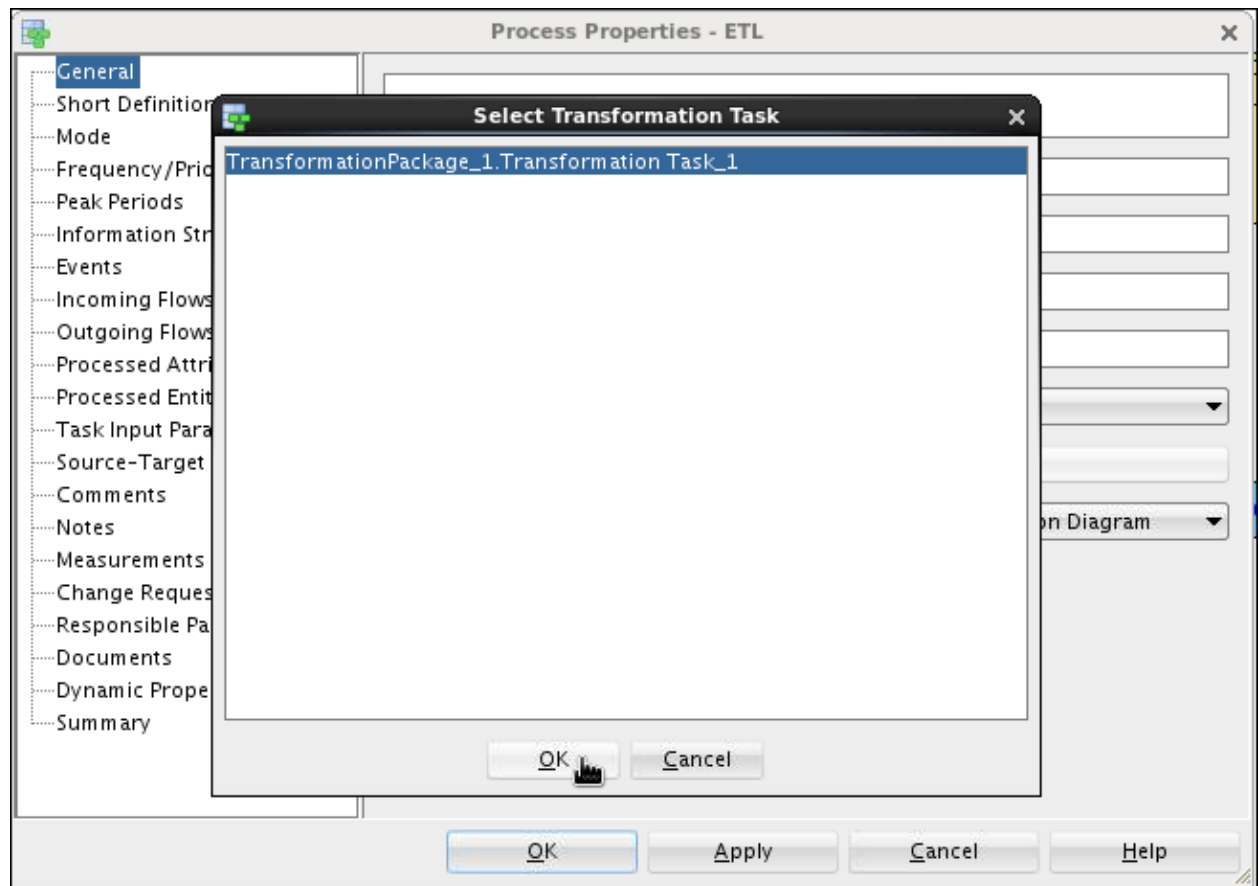 Process Properties - ETL
General
Short Definition
Select Transformation Task
Mode
TransformationPackage_1.Transformation Task_1
Frequency/Prio
Peak Periods
Information Str
Events
Incoming Flows
Outgoing Flows
Processed Attri
Processed Entit
Task Input Para
Source-Target
Comments
Notes
on Diagram
Measurements
Change Reques
Responsible Pa
Documents
Dynamic Prope
Summary
OK Cancel
OK Apply Cancel Help